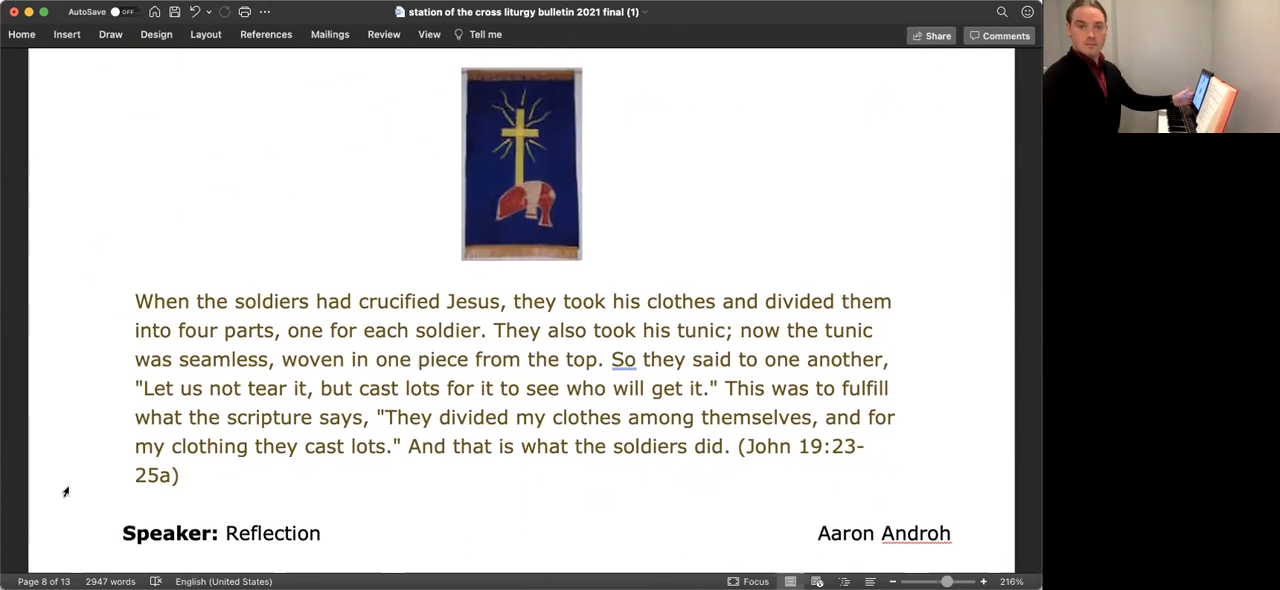 AutoSave OFF
station of the cross liturgy bulletin 2021 final (1)
Home Insert Draw Design Layout References Mailings Review View Tell me Share Comments
When the soldiers had crucified Jesus, they took his clothes and divided them
into four parts, one for each soldier. They also took his tunic; now the tunic
was seamless, woven in one piece from the top. So they said to one another,
"Let us not tear it, but cast lots for it to see who will get it." This was to fulfill
what the scripture says, "They divided my clothes among themselves, and for
my clothing they cast lots." And that is what the soldiers did. (John 19:23-
25a)
Speaker: Reflection Aaron Androh
Page 8 of 13 2947 words English (United States) Focus 216%